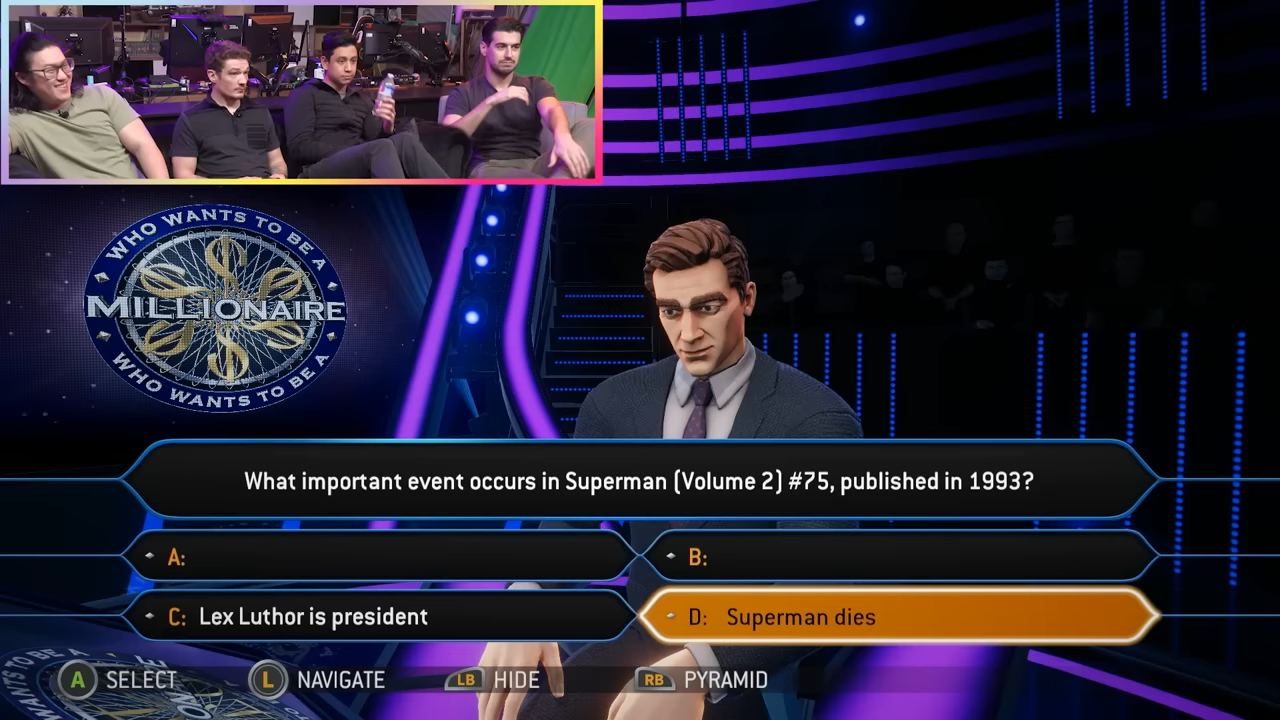 WHO WANTS TO BE A
MILLIONAIRE
WHO WANTS TO BE A
What important event occurs in Superman (Volume 2) #75, published in 1993?
A:
B:
C: Lex Luthor is president
D: Superman dies
A SELECT
L NAVIGATE
LB HIDE
RB PYRAMID